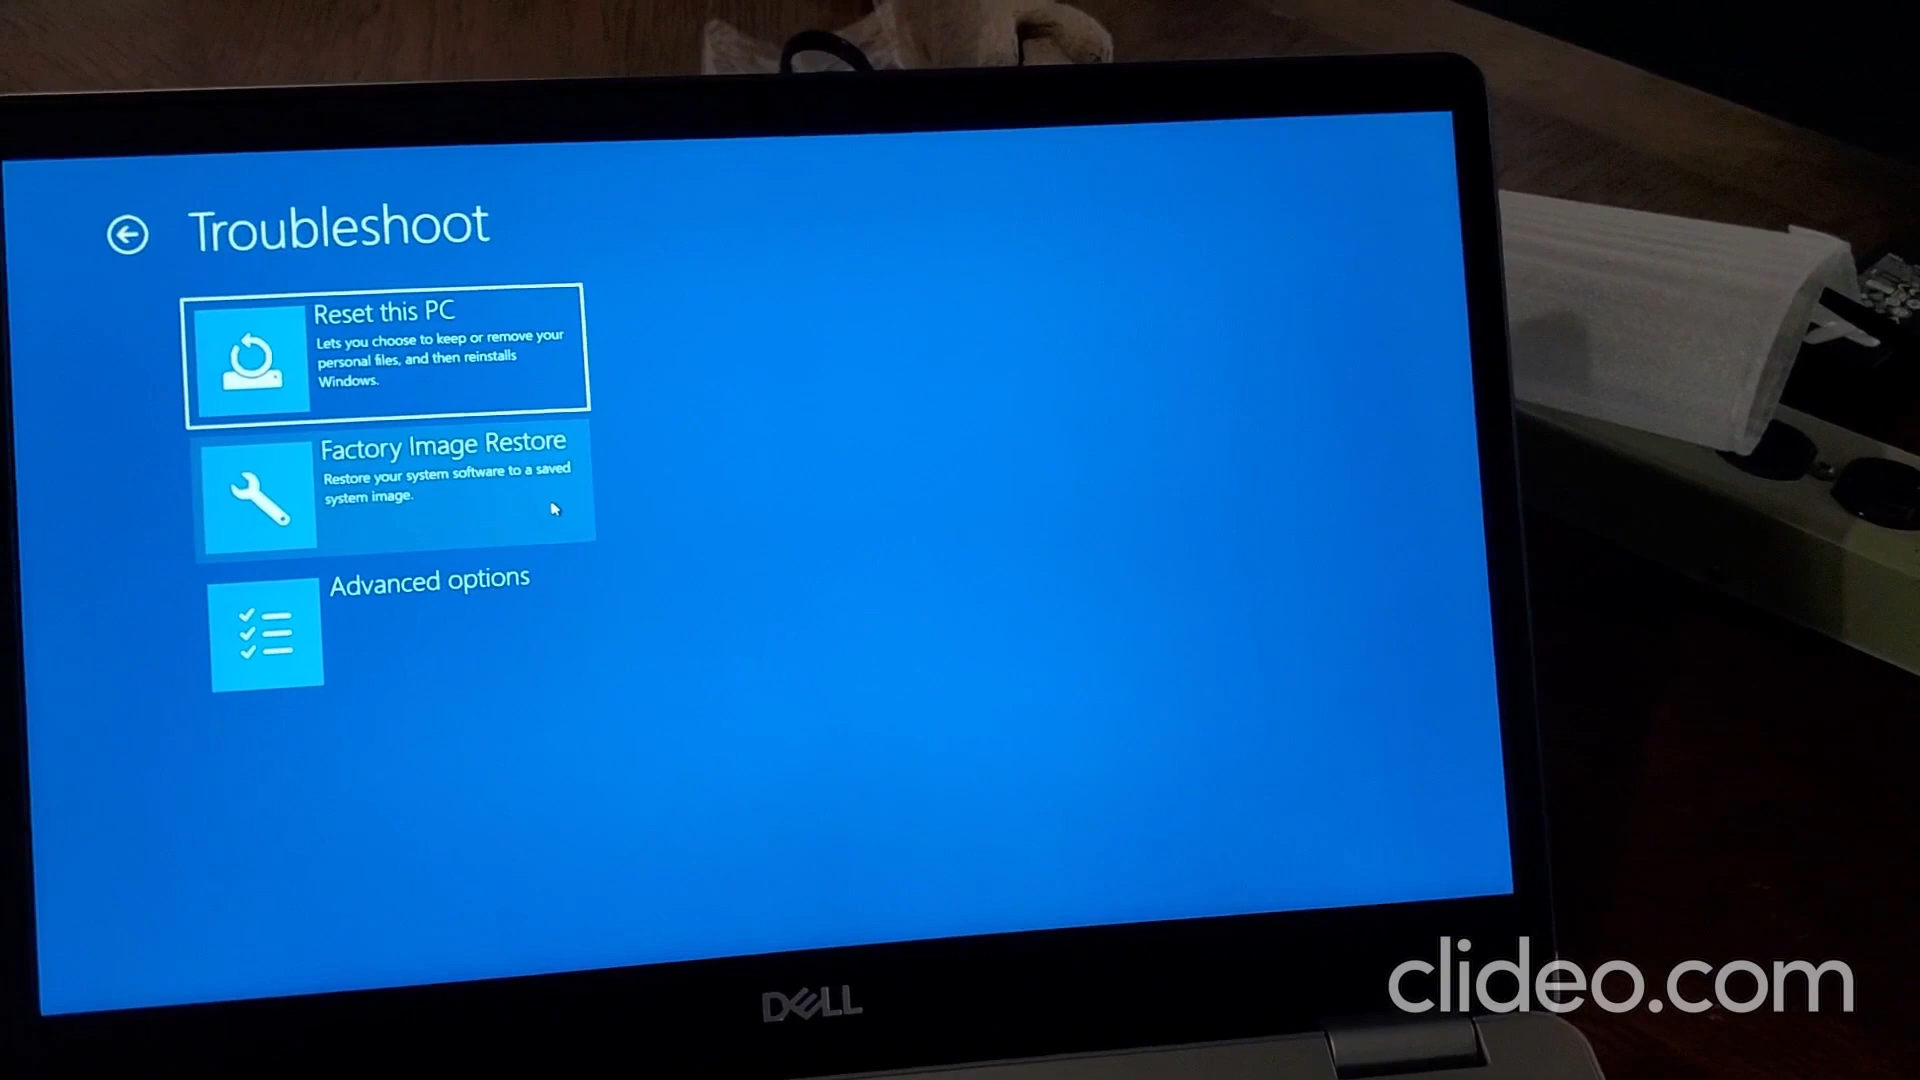 Troubleshoot
Reset this PC
Lets you choose to keep or remove your
personal files, and then reinstalls
Windows.
Factory Image Restore
Restore your system software to a saved
system image.
Advanced options
DELL
clideo.com